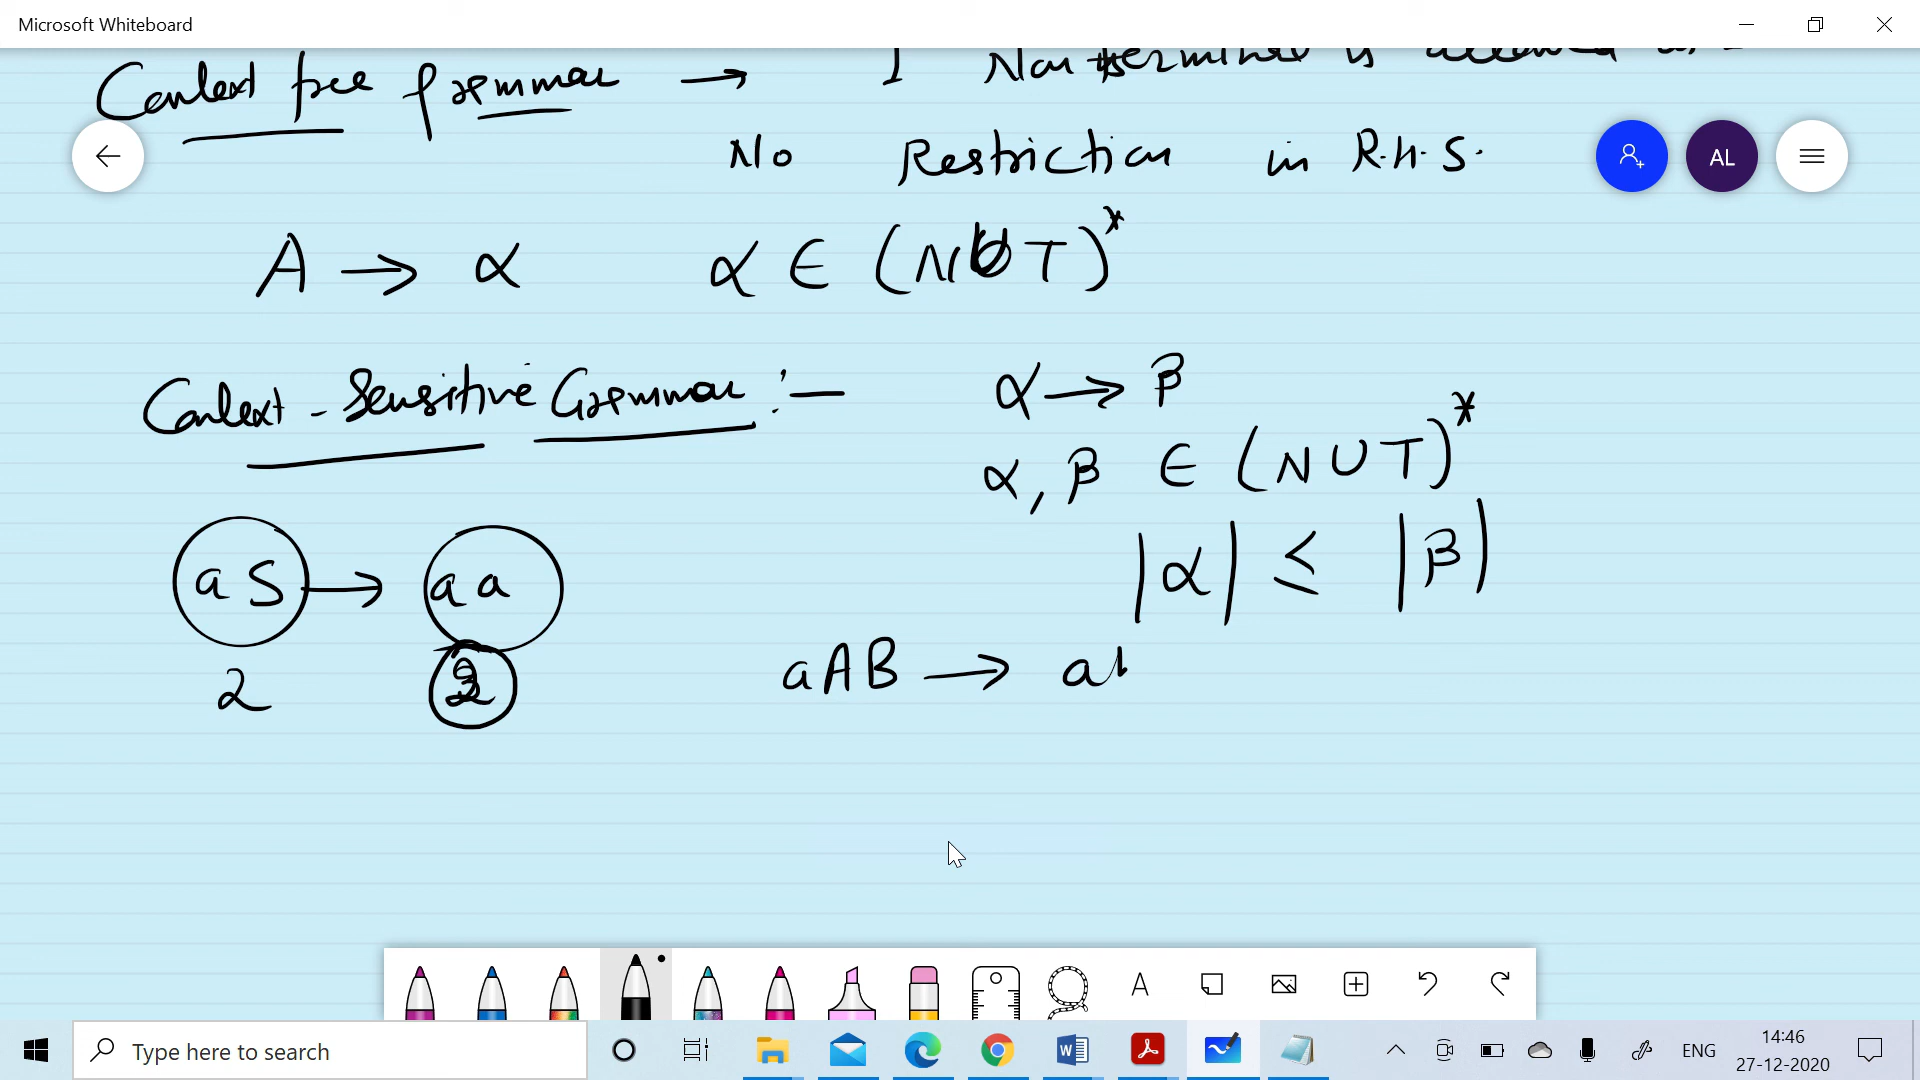 Microsoft Whiteboard
Context free Grammar → 1 Non-terminal is allowed
No Restriction in R.H.S.
AL
A → α α ∈ (N∪T)*
Context-Sensitive Grammar :— α → β
α, β ∈ (N∪T)*
|α| ≤ |β|
aS → aa
2
aAB → a
Type here to search
ENG
14:46
27-12-2020